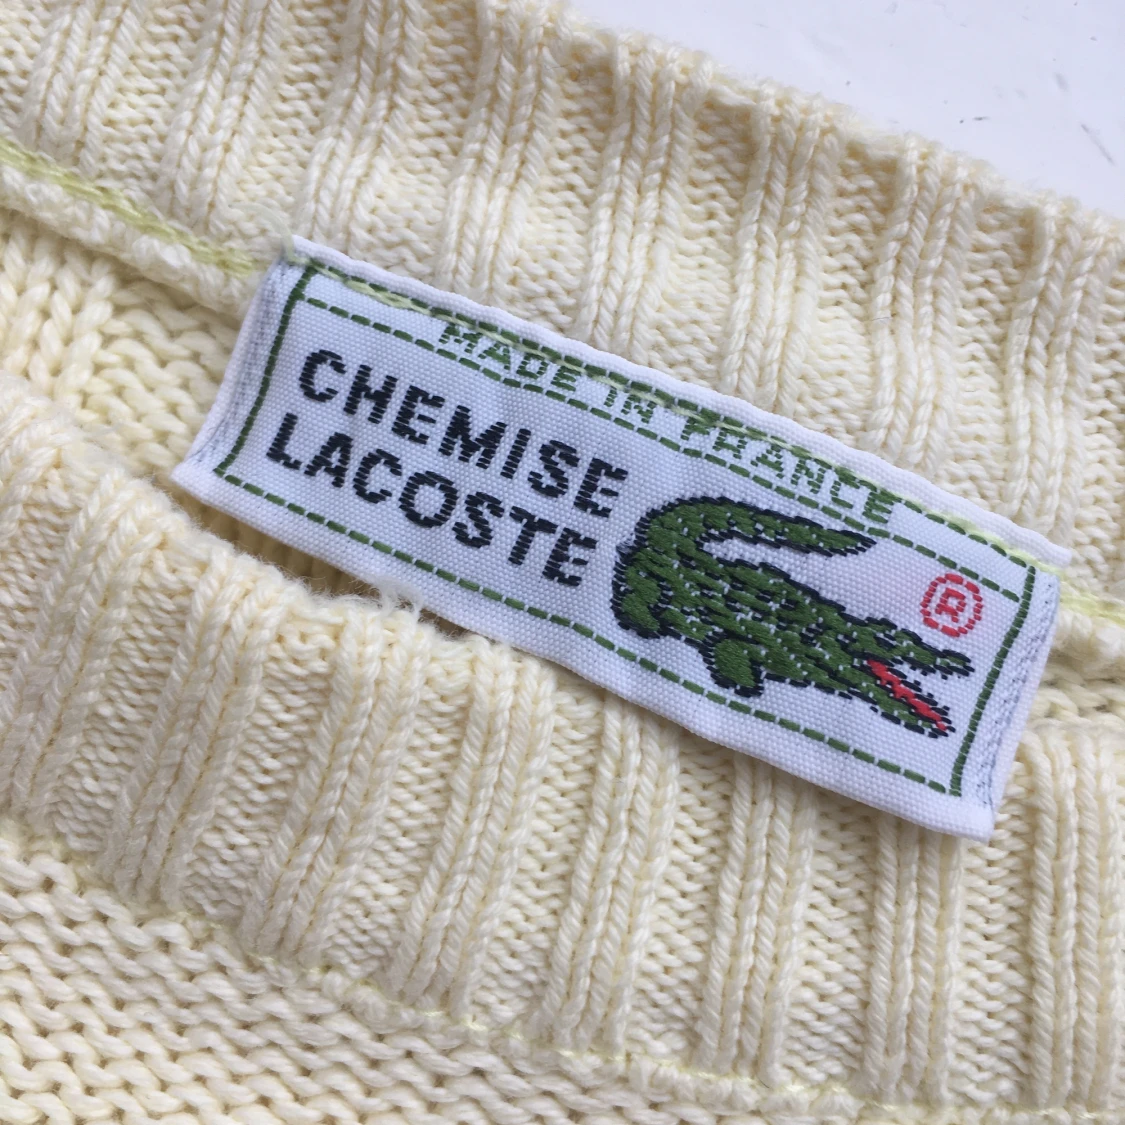 MADE IN FRANCE
CHEMISE
LACOSTE
®